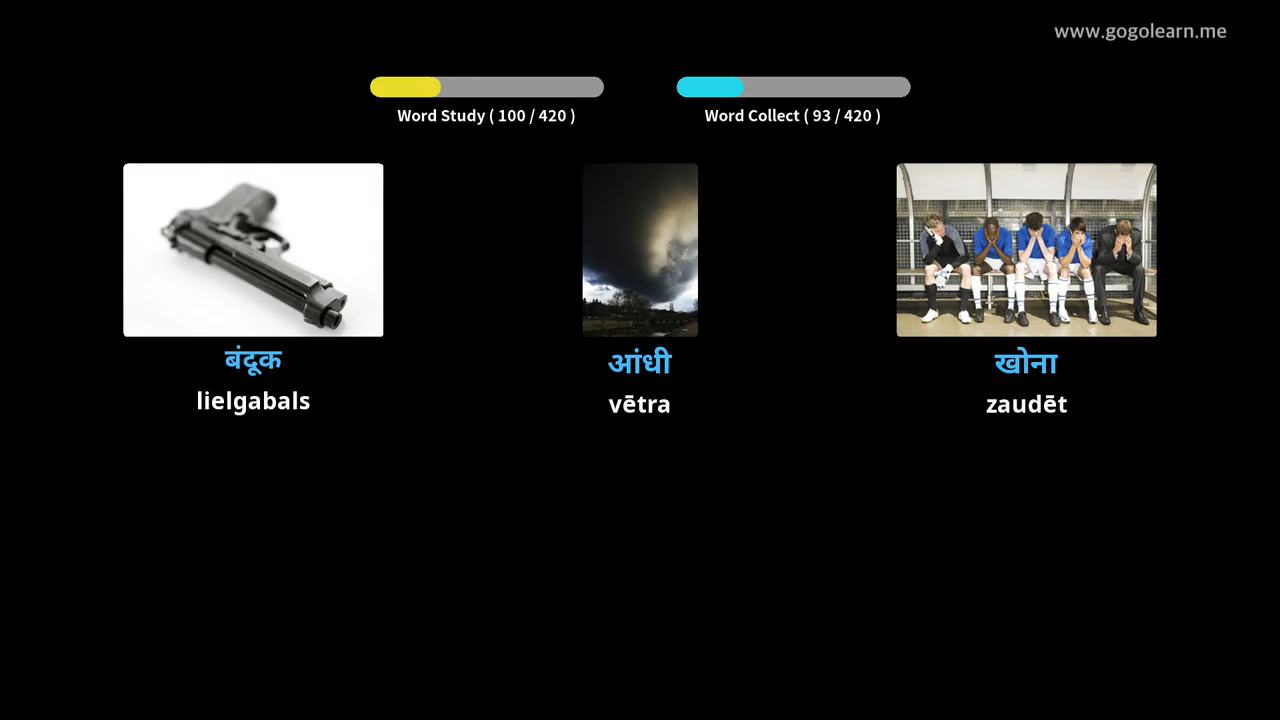 www.gogolearn.me
Word Study ( 100 / 420 )
Word Collect ( 93 / 420 )
बंदूक
lielgabals
आंधी
vētra
खोना
zaudēt